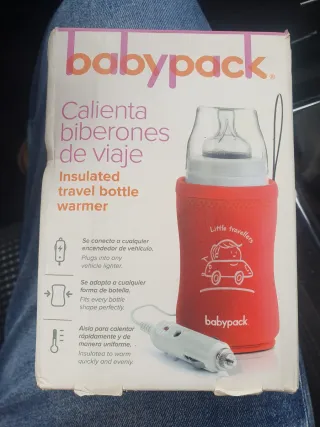 babypack®
Calienta
biberones
de viaje
Insulated
travel bottle
warmer
Little travellers
babypack
Se conecta a cualquier
encendedor de vehículo.
Plugs into any
vehicle lighter.
Se adapta a cualquier
forma de botella.
Fits every bottle
shape perfectly.
Aisla para calentar
rápidamente y de
manera uniforme.
Insulated to warm
quickly and evenly.